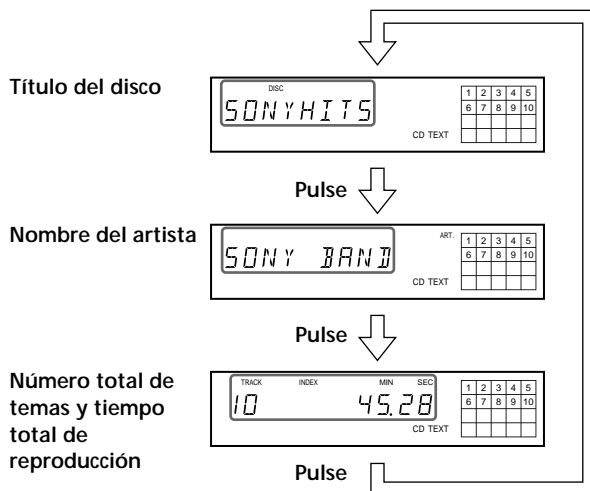 Título del disco
DISC
SONYHITS
1 2 3 4 5
6 7 8 9 10
CD TEXT
Pulse
Nombre del artista
ART.
SONY BAND
1 2 3 4 5
6 7 8 9 10
CD TEXT
Pulse
Número total de
temas y tiempo
total de
reproducción
TRACK INDEX MIN SEC
10 45.28
1 2 3 4 5
6 7 8 9 10
CD TEXT
Pulse